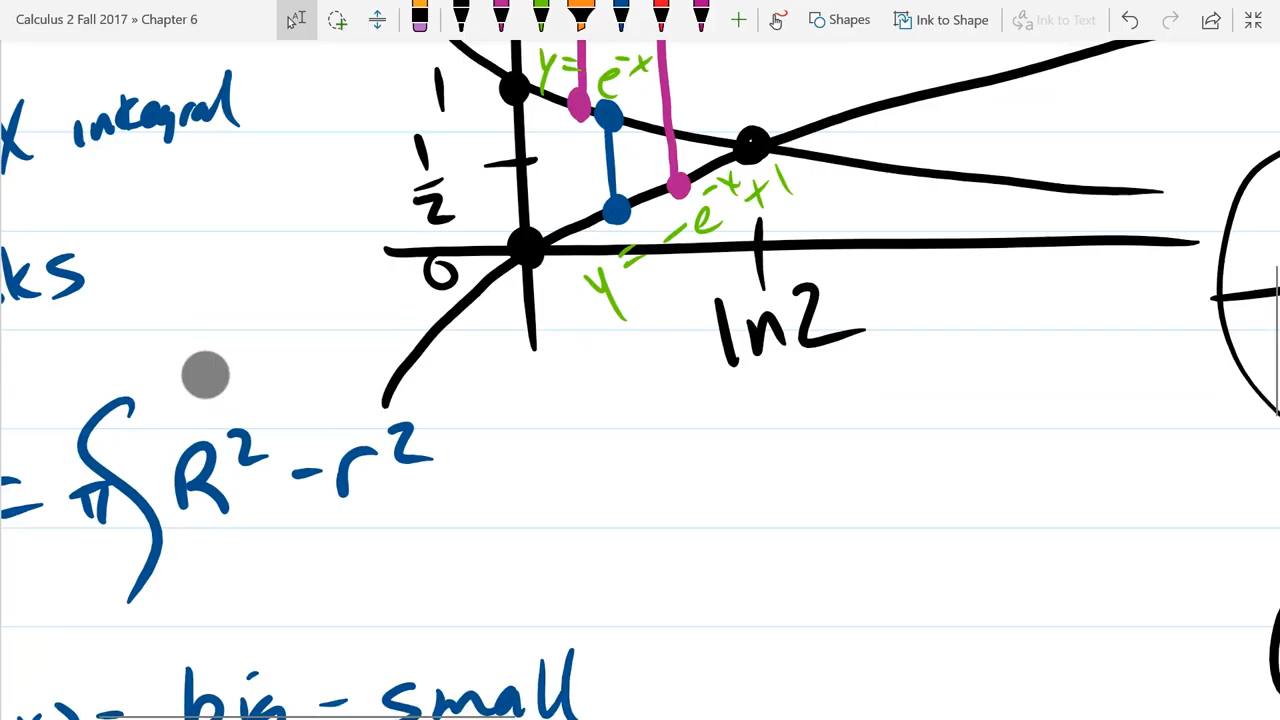 Calculus 2 Fall 2017 » Chapter 6
Shapes
Ink to Shape
Ink to Text
y = e^-x
1
X integral
1/2
y = -e^-x + 1
ks
0
ln2
= π∫ R² - r²
big - small